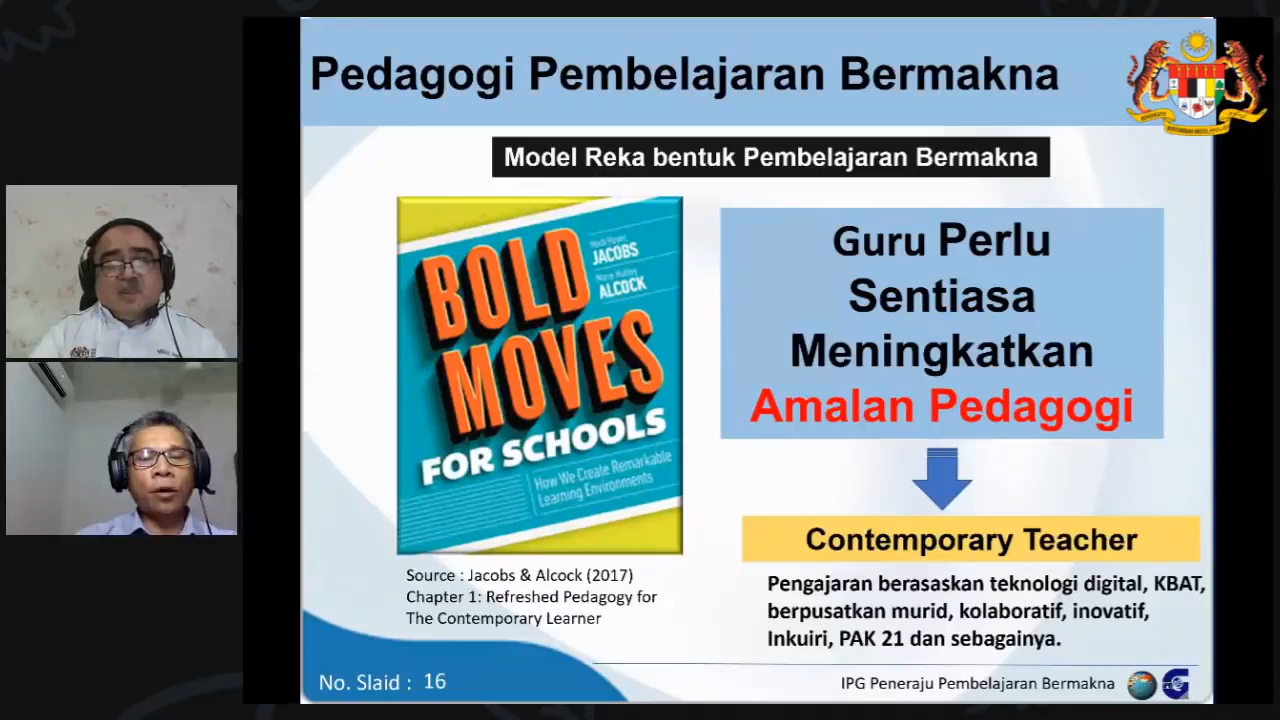 Pedagogi Pembelajaran Bermakna
Model Reka bentuk Pembelajaran Bermakna
Heidi Hayes
JACOBS
Marie Hubley
ALCOCK
BOLD
MOVES
FOR SCHOOLS
How We Create Remarkable
Learning Environments
Source : Jacobs & Alcock (2017)
Chapter 1: Refreshed Pedagogy for
The Contemporary Learner
Guru Perlu
Sentiasa
Meningkatkan
Amalan Pedagogi
Contemporary Teacher
Pengajaran berasaskan teknologi digital, KBAT,
berpusatkan murid, kolaboratif, inovatif,
Inkuiri, PAK 21 dan sebagainya.
No. Slaid : 16
IPG Peneraju Pembelajaran Bermakna